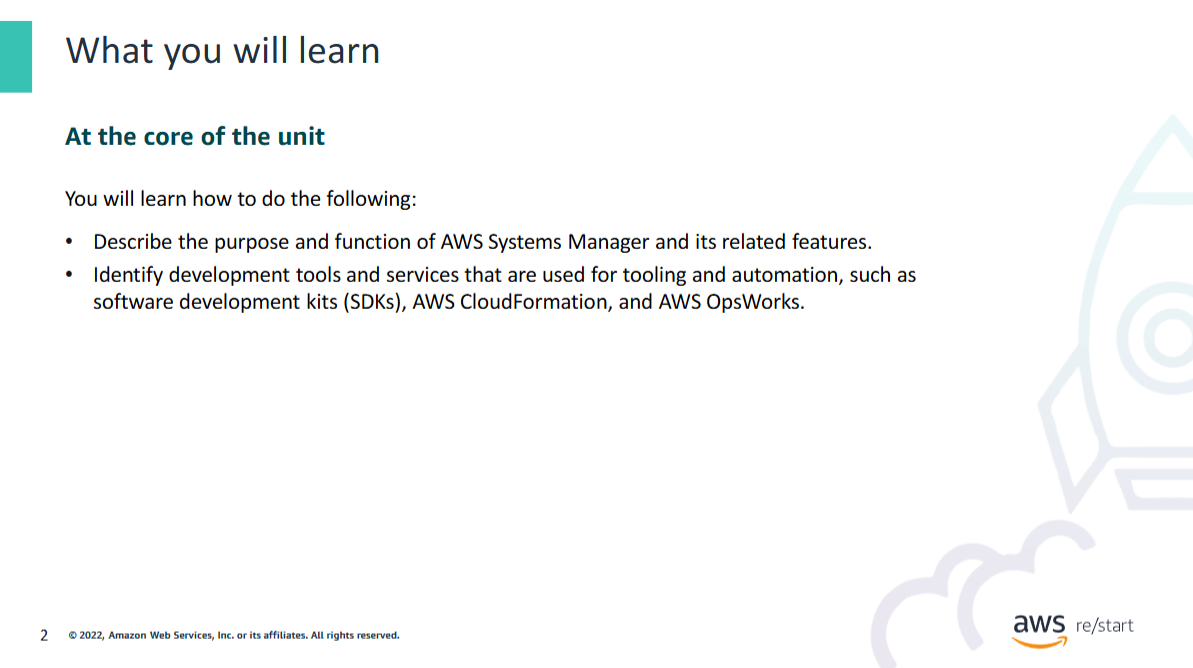 What you will learn
At the core of the unit
You will learn how to do the following:
• Describe the purpose and function of AWS Systems Manager and its related features.
• Identify development tools and services that are used for tooling and automation, such as
software development kits (SDKs), AWS CloudFormation, and AWS OpsWorks.
2 © 2022, Amazon Web Services, Inc. or its affiliates. All rights reserved.
aws re/start